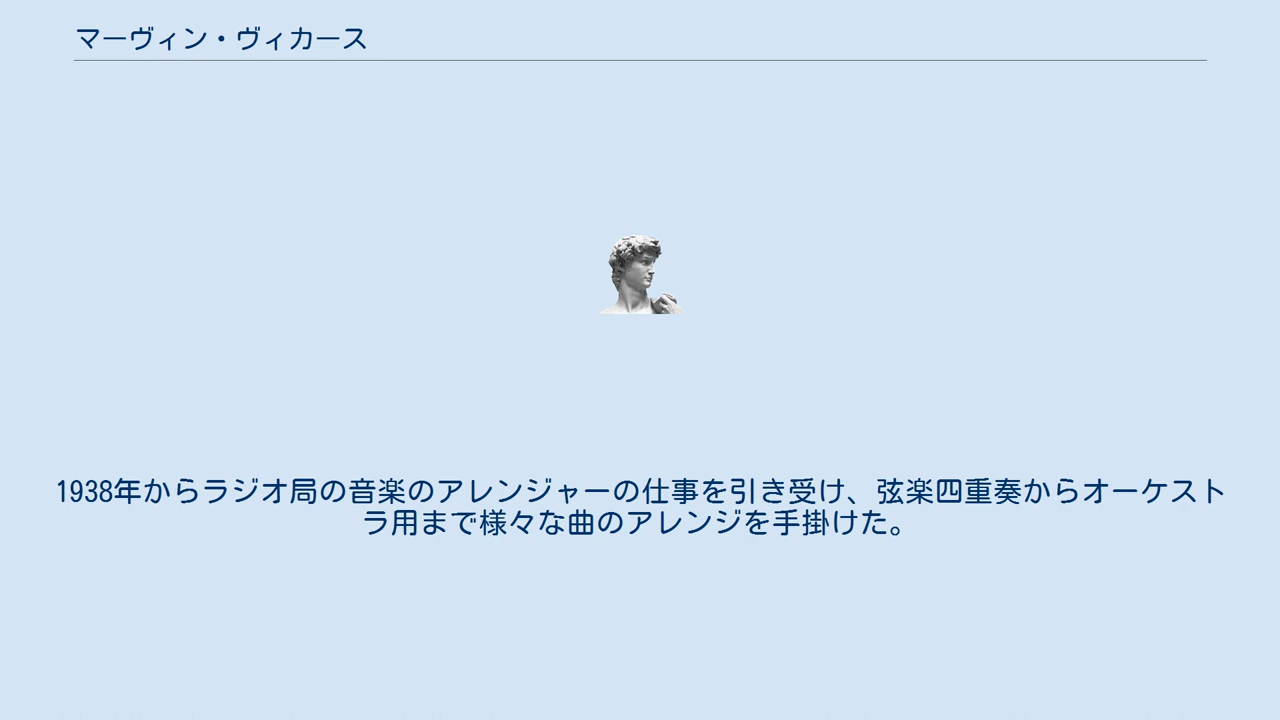 マーヴィン・ヴィカース
1938年からラジオ局の音楽のアレンジャーの仕事を引き受け、弦楽四重奏からオーケスト
ラ用まで様々な曲のアレンジを手掛けた。